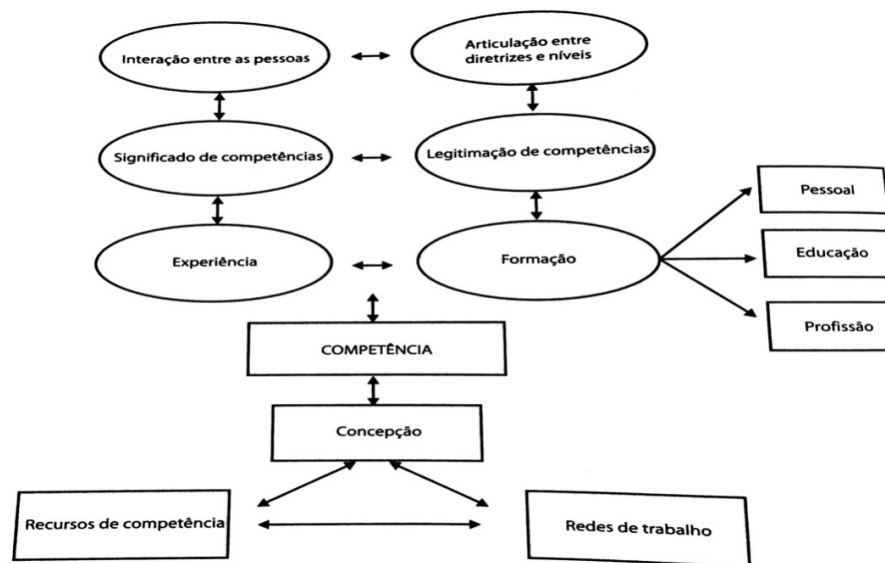 Interação entre as pessoas
Articulação entre
diretrizes e níveis
Significado de competências
Legitimação de competências
Pessoal
Experiência
Formação
Educação
Profissão
COMPETÊNCIA
Concepção
Recursos de competência
Redes de trabalho